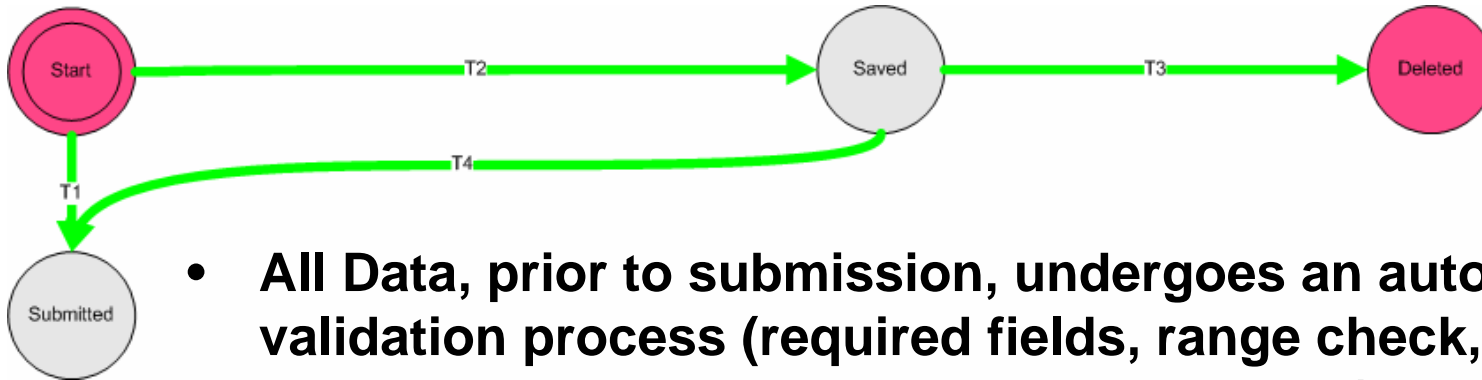 Start
T2
Saved
T3
Deleted
T4
T1
Submitted
• All Data, prior to submission, undergoes an
validation process (required fields, range check,